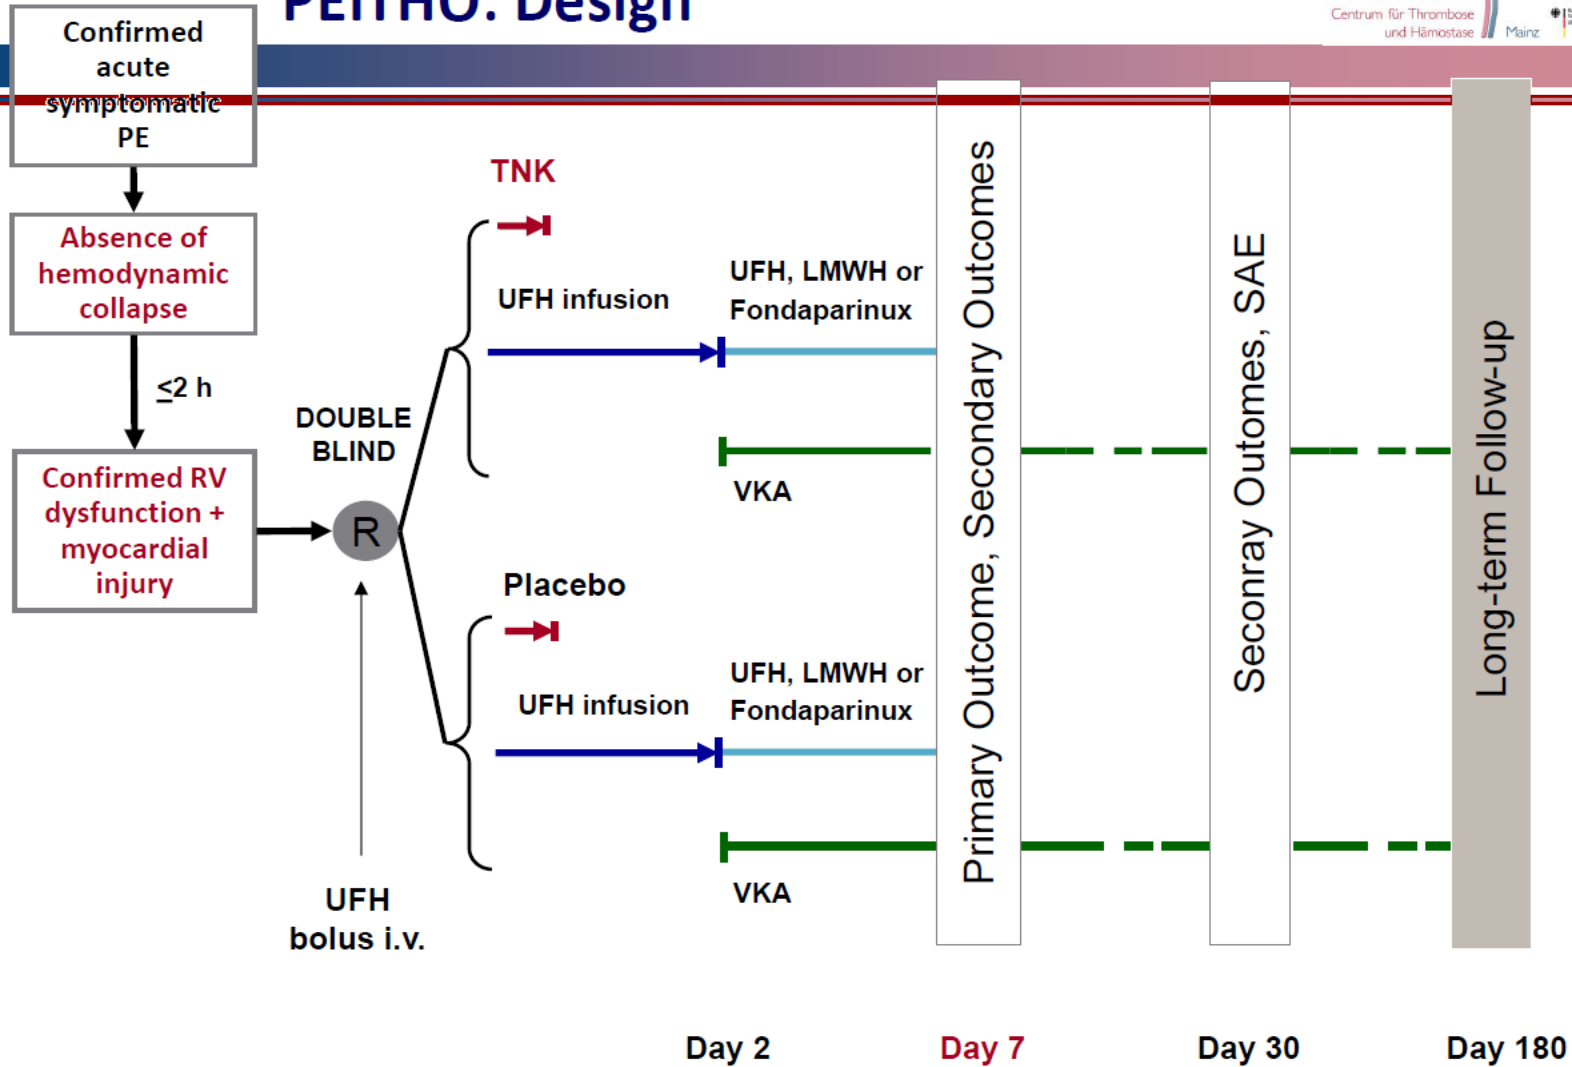 PEITHO: Design
Centrum für Thrombose
und Hämostase
Mainz
Confirmed
acute
symptomatic
PE
Absence of
hemodynamic
collapse
≤2 h
Confirmed RV
dysfunction +
myocardial
injury
DOUBLE
BLIND
R
UFH
bolus i.v.
TNK
UFH infusion
UFH, LMWH or
Fondaparinux
VKA
Placebo
UFH infusion
UFH, LMWH or
Fondaparinux
VKA
Primary Outcome, Secondary Outcomes
Seconray Outomes, SAE
Long-term Follow-up
Day 2
Day 7
Day 30
Day 180